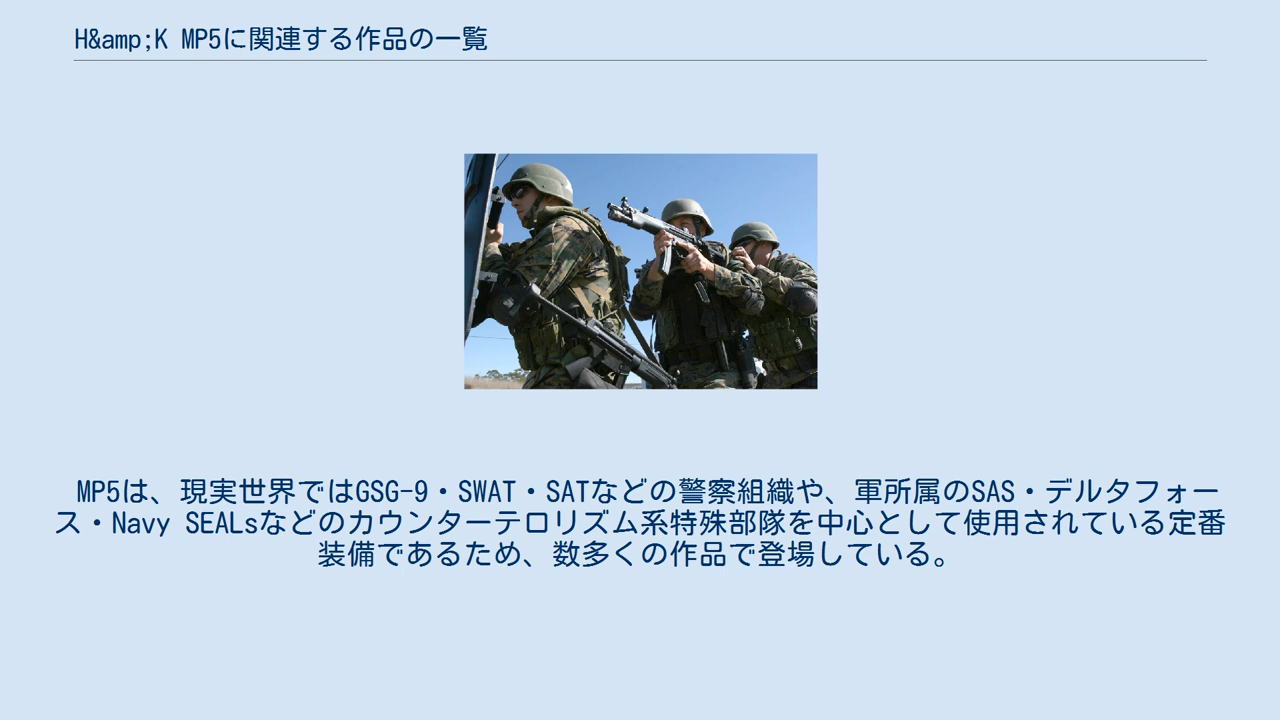 H&amp;K MP5に関連する作品の一覧
MP5は、現実世界ではGSG-9・SWAT・SATなどの警察組織や、軍所属のSAS・デルタフォー
ス・Navy SEALsなどのカウンターテロリズム系特殊部隊を中心として使用されている定番
装備であるため、数多くの作品で登場している。